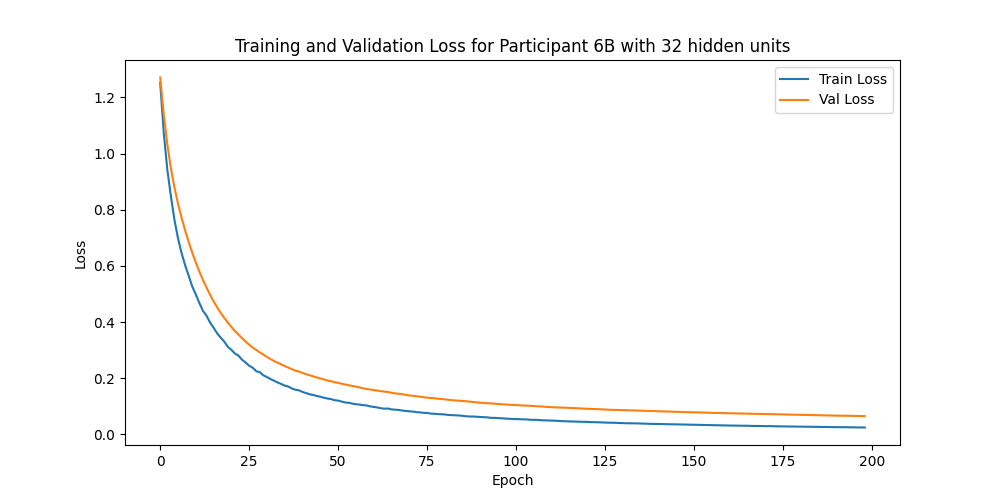 Training and Validation Loss for Participant 6B with 32 hidden units
Train Loss
Val Loss
1.2
1.0
0.8
0.6
0.4
0.2
0.0
Loss
0 25 50 75 100 125 150 175 200
Epoch